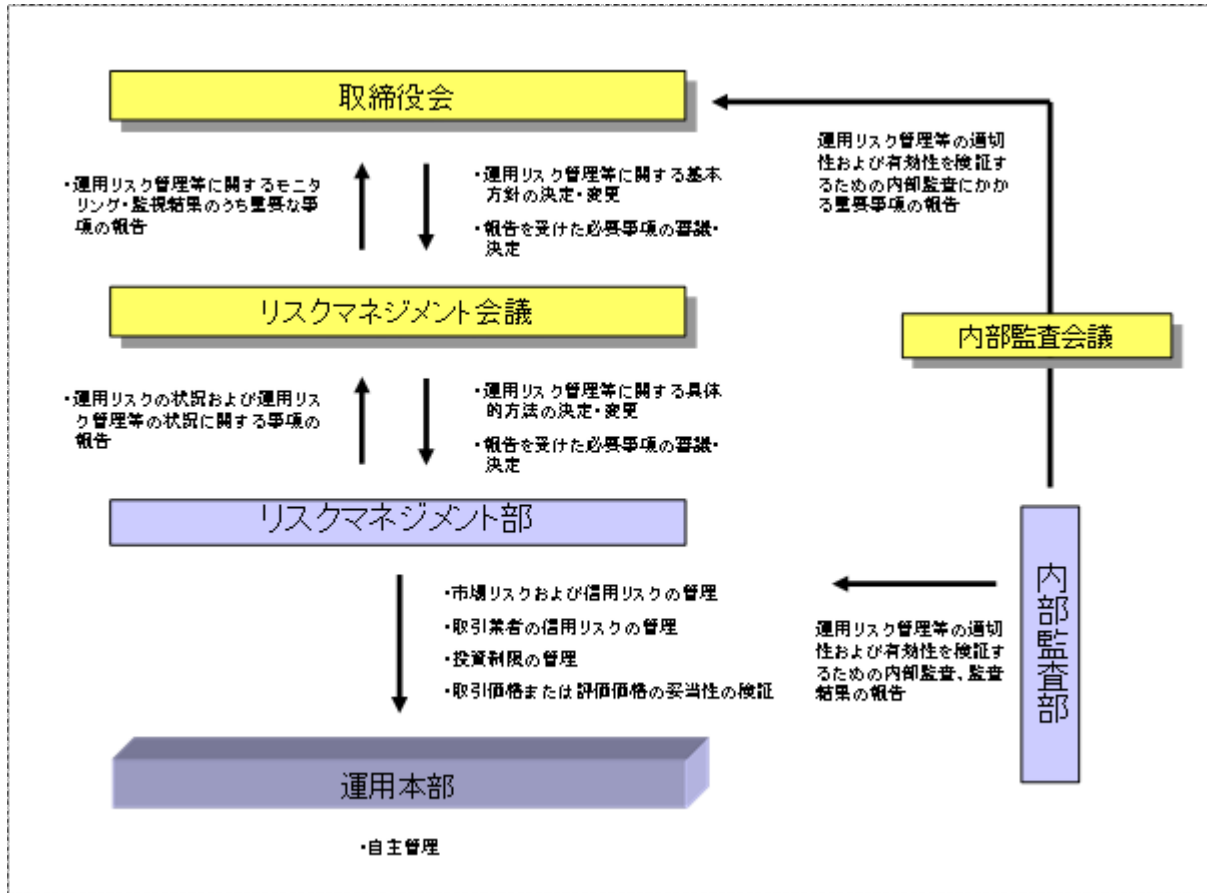 取締役会
・運用リスク管理等に関するモニタ
リング・監視結果のうち重要な事
項の報告
・運用リスク管理等に関する基本
方針の決定・変更
・報告を受けた必要事項の審議・
決定
運用リスク管理等の適切
性および有効性を検証す
るための内部監査にかか
る重要事項の報告
リスクマネジメント会議
内部監査会議
・運用リスクの状況および運用リス
ク管理等の状況に関する事項の
報告
・運用リスク管理等に関する具体
的方法の決定・変更
・報告を受けた必要事項の審議・
決定
リスクマネジメント部
・市場リスクおよび信用リスクの管理
・取引業者の信用リスクの管理
・投資制限の管理
・取引価格または評価価格の妥当性の検証
運用リスク管理等の適切
性および有効性を検証す
るための内部監査、監査
結果の報告
内部監査部
運用本部
・自主管理